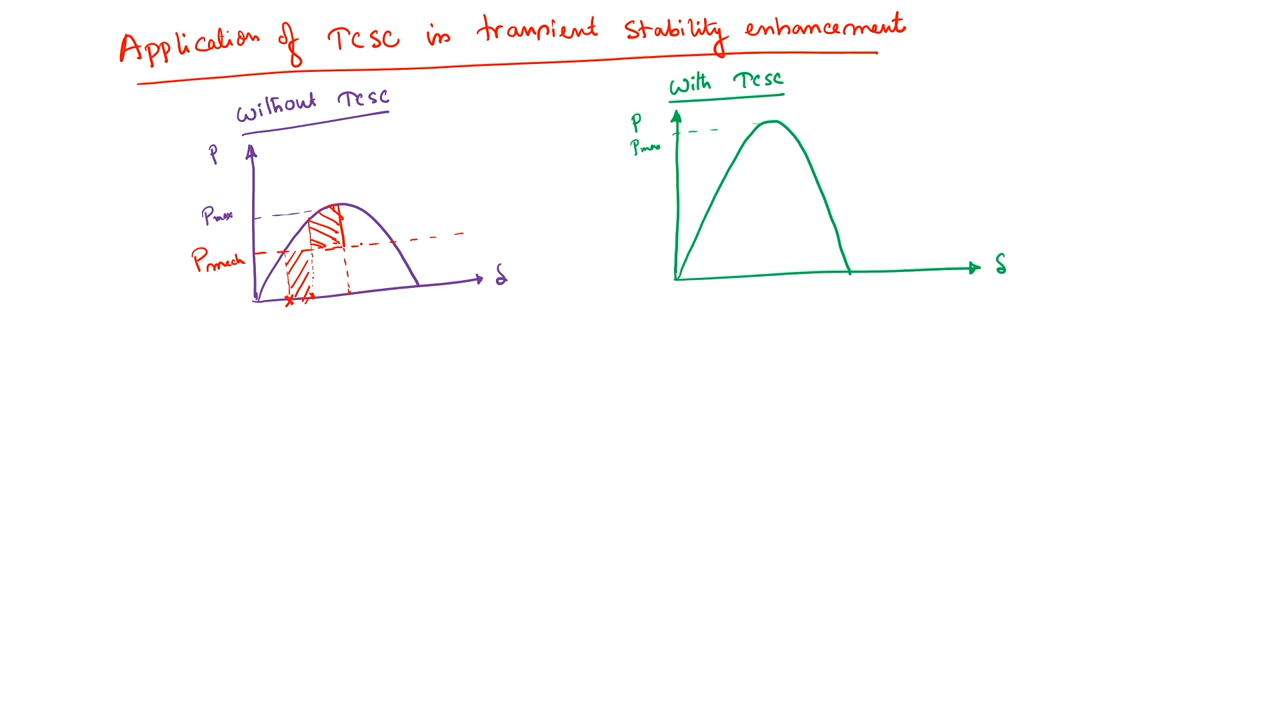 Application of TCSC in transient Stability enhancement
Without TCSC
P
Pmax
Pmech
δ
With TCSC
P
Pmax
δ